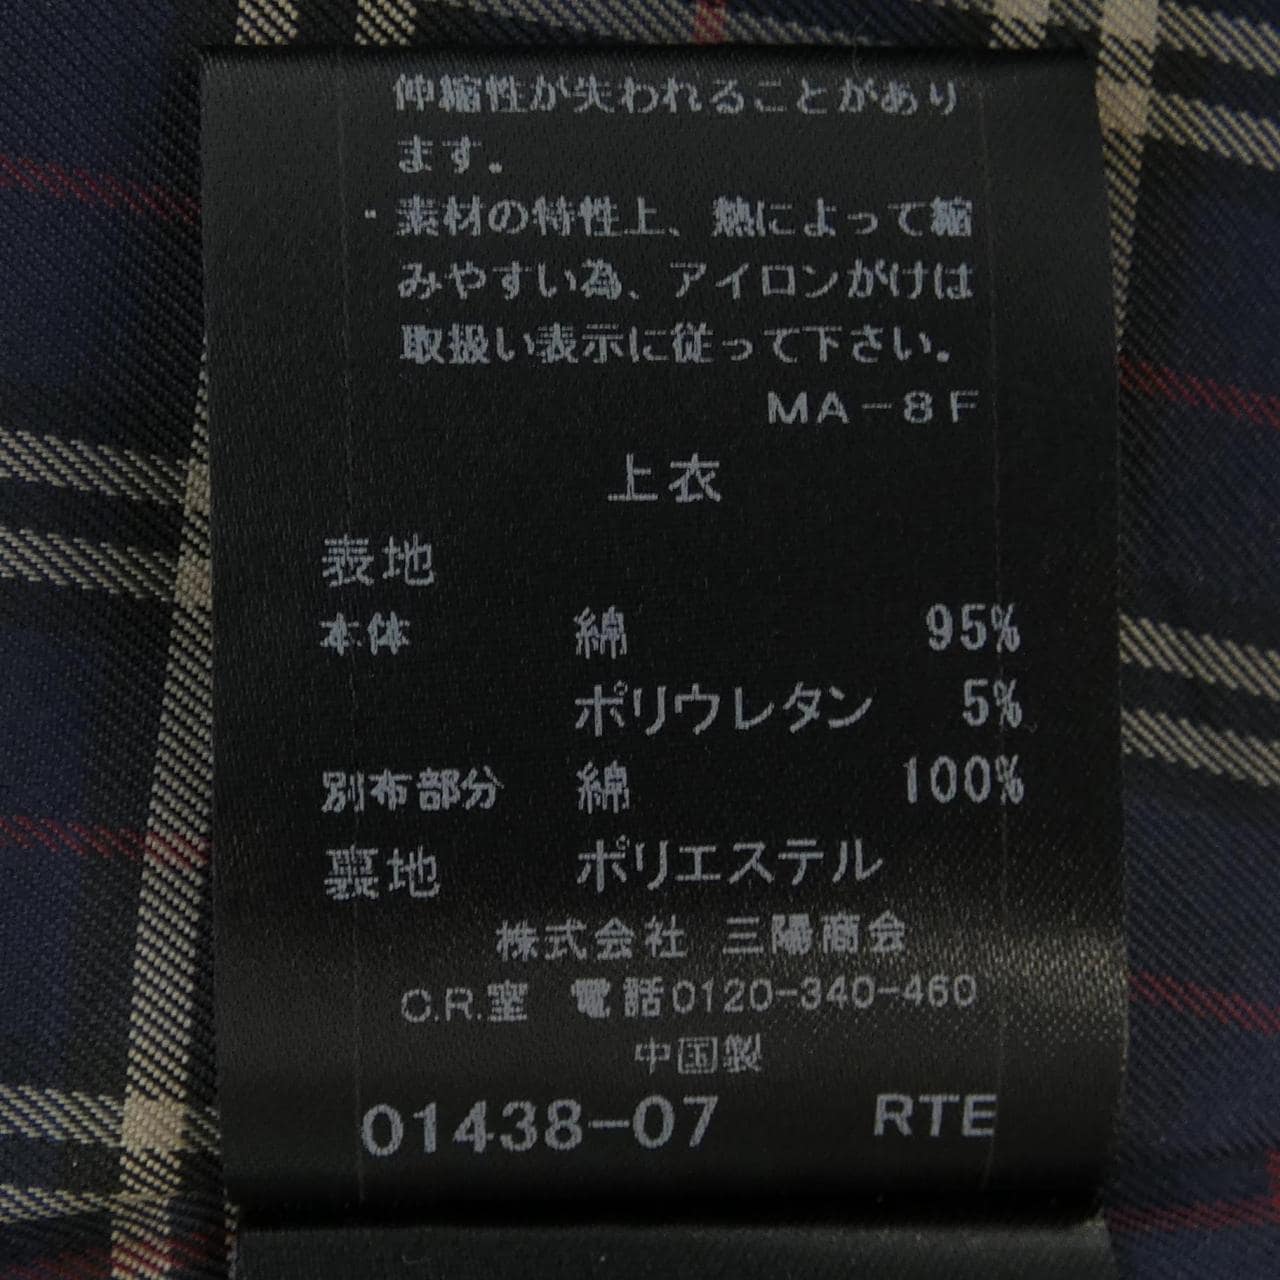 伸縮性が失われることがあり
ます。
・素材の特性上、熱によって縮
みやすい為、アイロンがけは
取扱い表示に従って下さい。
MA-8F
上衣
表地
本体 綿 95%
ポリウレタン 5%
別布部分 綿 100%
裏地 ポリエステル
株式会社 三陽商会
C.R.室 電話0120-340-460
中国製
01438-07 RTE